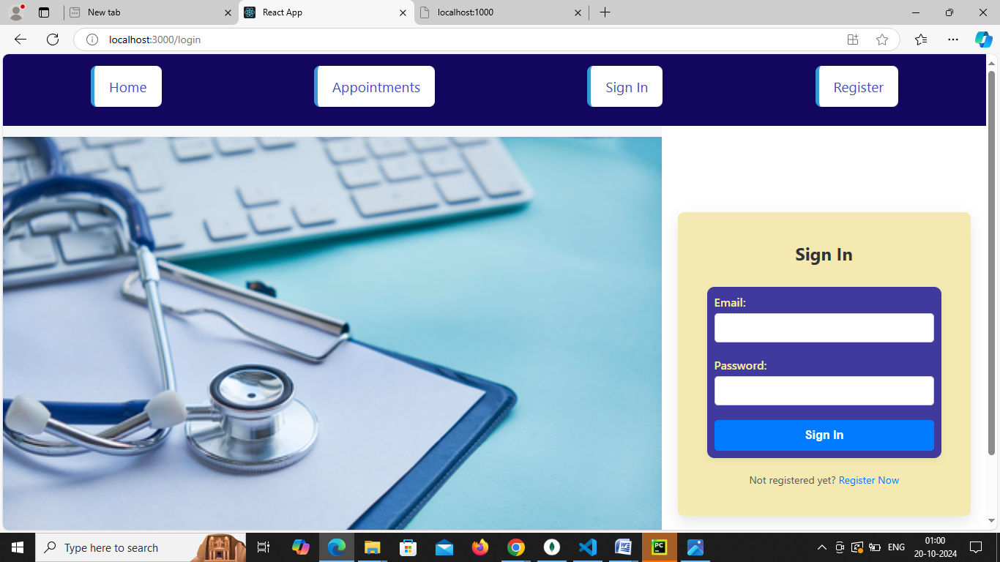 New tab
React App
localhost:1000
localhost:3000/login
Home
Appointments
Sign In
Register
Sign In
Email:
Password:
Sign In
Not registered yet? Register Now
Type here to search
W
PC
ENG
01:00
20-10-2024